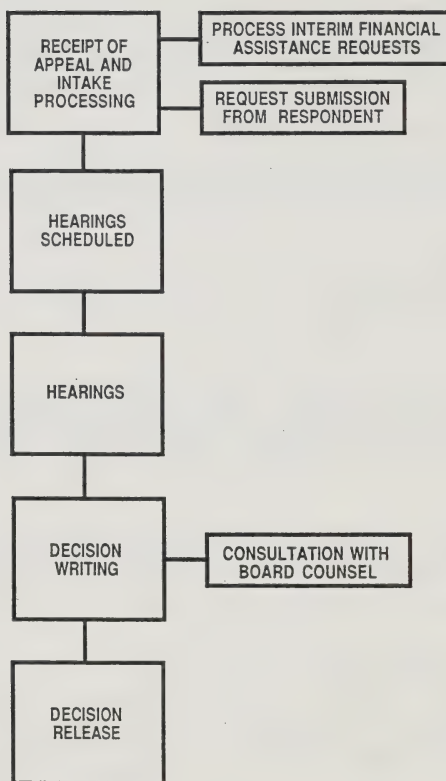 RECEIPT OF
APPEAL AND
INTAKE
PROCESSING
PROCESS INTERIM FINANCIAL
ASSISTANCE REQUESTS
REQUEST SUBMISSION
FROM RESPONDENT
HEARINGS
SCHEDULED
HEARINGS
DECISION
WRITING
CONSULTATION WITH
BOARD COUNSEL
DECISION
RELEASE